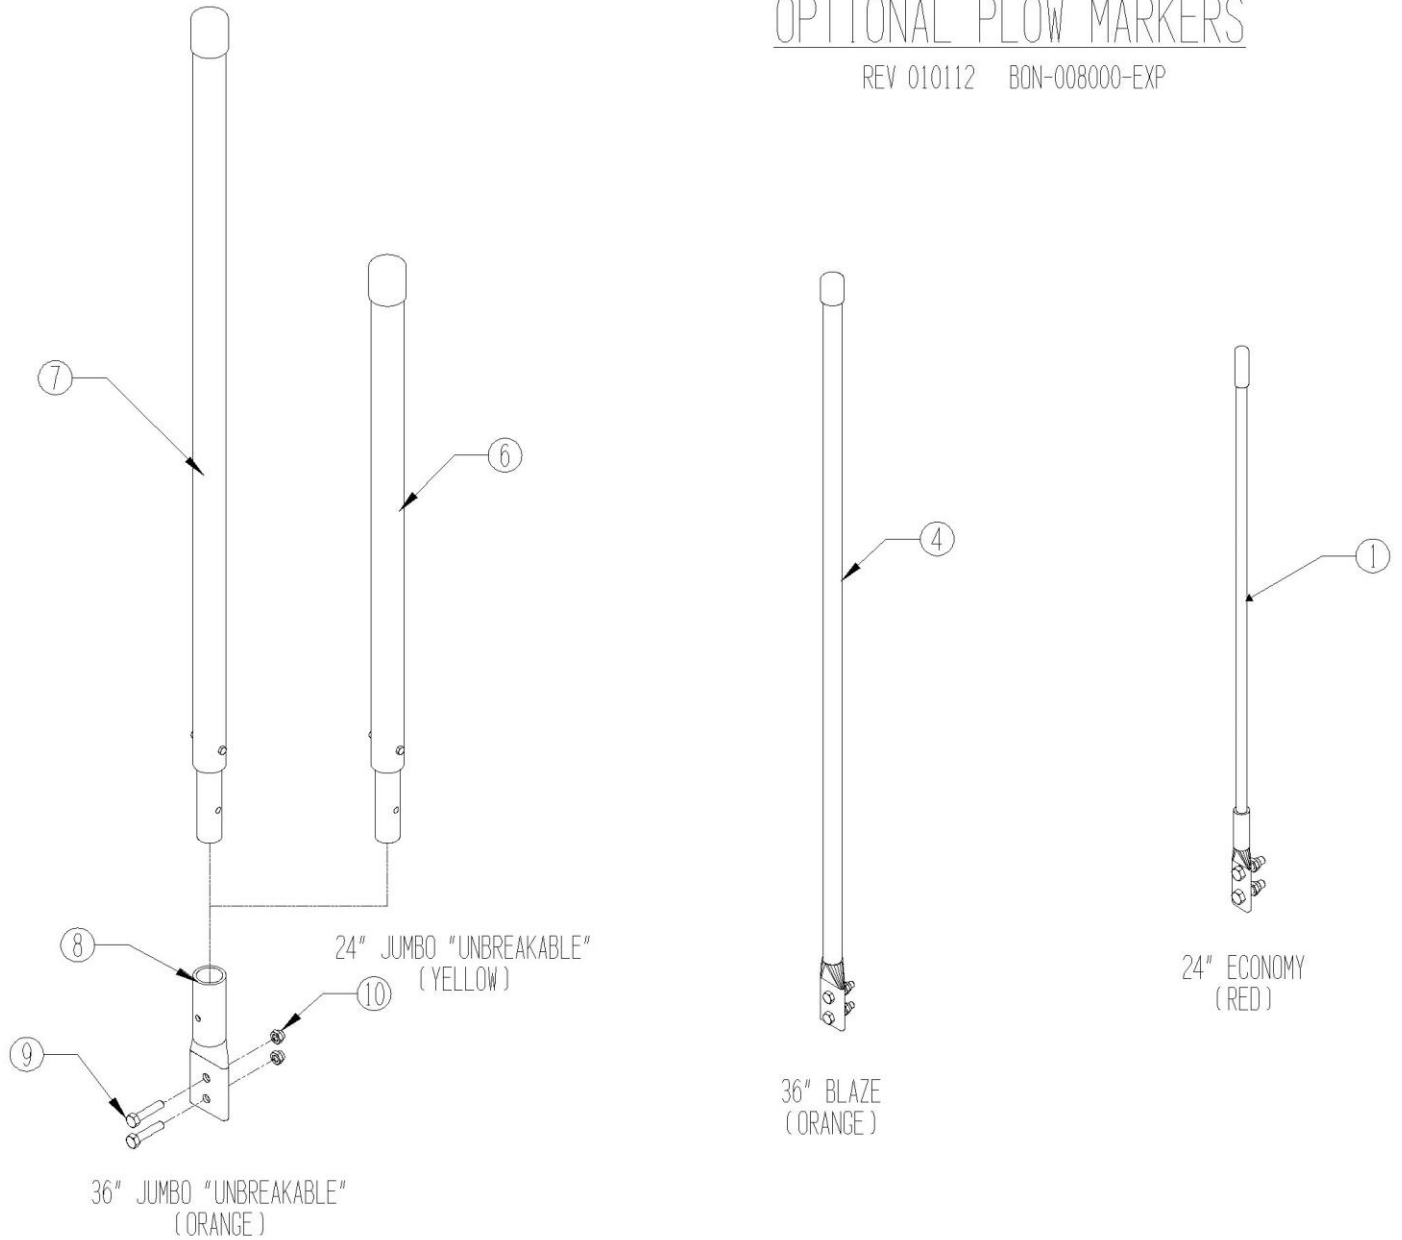 OPTIONAL PLOW MARKERS
REV 010112 BON-008000-EXP
7
6
4
1
8
24" JUMBO "UNBREAKABLE"
(YELLOW)
10
9
24" ECONOMY
(RED)
36" BLAZE
(ORANGE)
36" JUMBO "UNBREAKABLE"
(ORANGE)